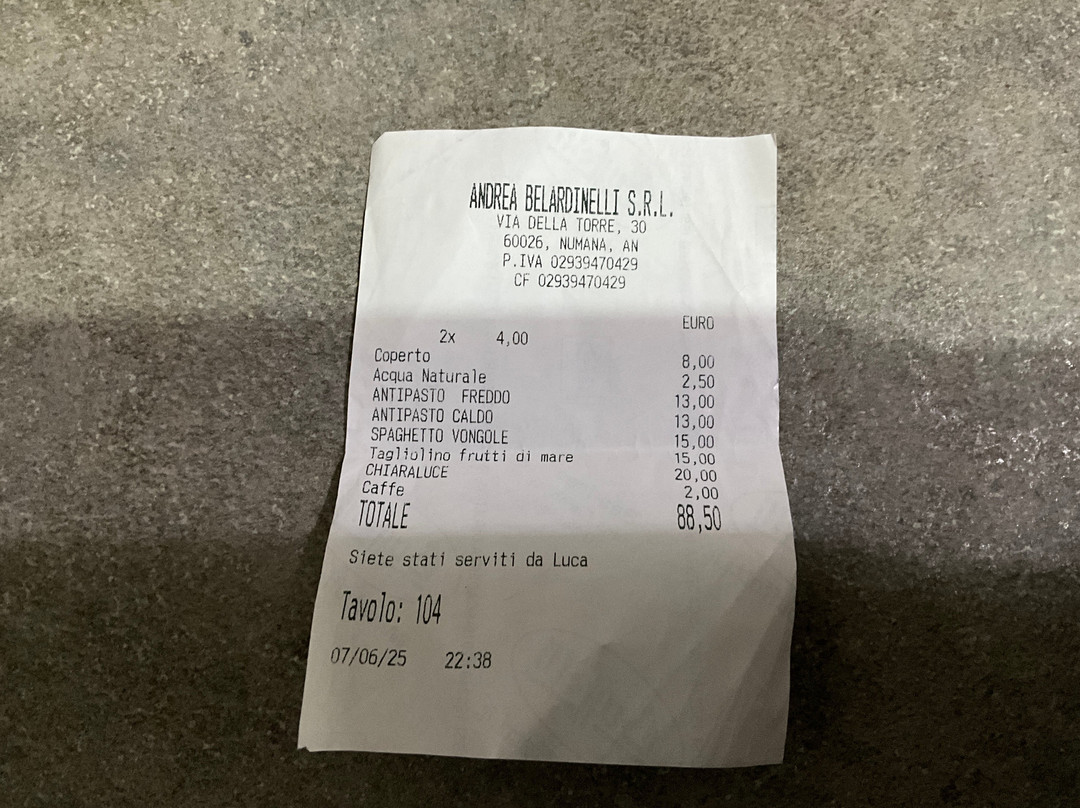 ANDREA BELARDINELLI S.R.L.
VIA DELLA TORRE, 30
60026, NUMANA, AN
P.IVA 02939470429
CF 02939470429
EURO
2x 4,00
Coperto 8,00
Acqua Naturale 2,50
ANTIPASTO FREDDO 13,00
ANTIPASTO CALDO 13,00
SPAGHETTO VONGOLE 15,00
Tagliolino frutti di mare 15,00
CHIARALUCE 20,00
Caffe 2,00
TOTALE 88,50
Siete stati serviti da Luca
Tavolo: 104
07/06/25 22:38